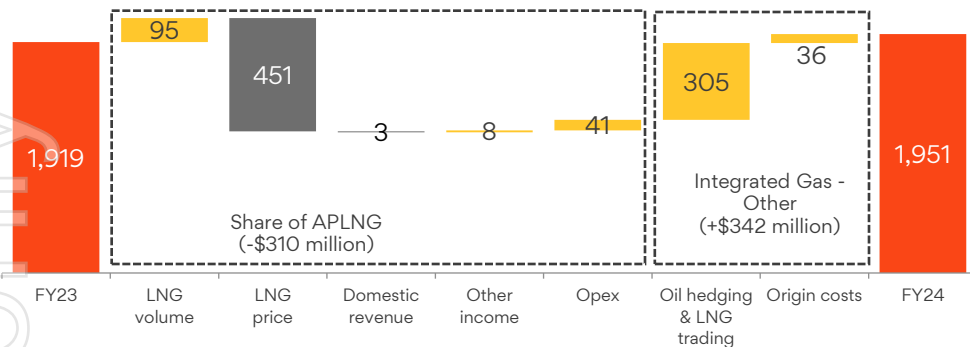 95
451
3
8
41
305
36
1,919
1,951
Share of APLNG
(-$310 million)
Integrated Gas -
Other
(+$342 million)
FY23
LNG
volume
LNG
price
Domestic
revenue
Other
income
Opex
Oil hedging
& LNG
trading
Origin costs
FY24